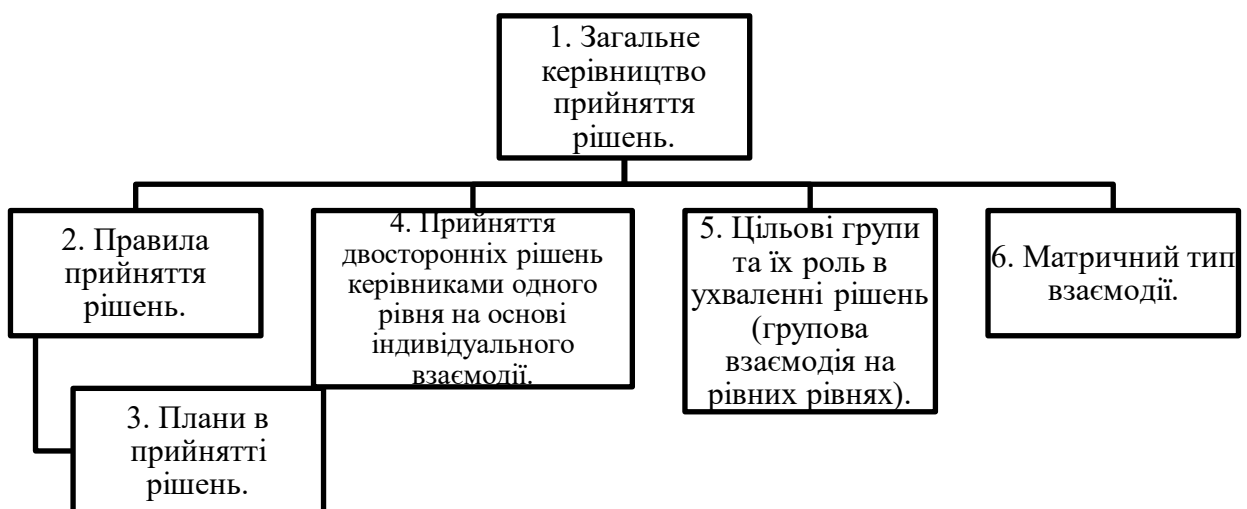 1. Загальне
керівництво
прийняття
рішень.
2. Правила
прийняття
рішень.
3. Плани в
прийнятті
рішень.
4. Прийняття
двосторонніх рішень
керівниками одного
рівня на основі
індивідуального
взаємодії.
5. Цільові групи
та їх роль в
ухваленні рішень
(групова
взаємодія на
рівних рівнях).
6. Матричний тип
взаємодії.